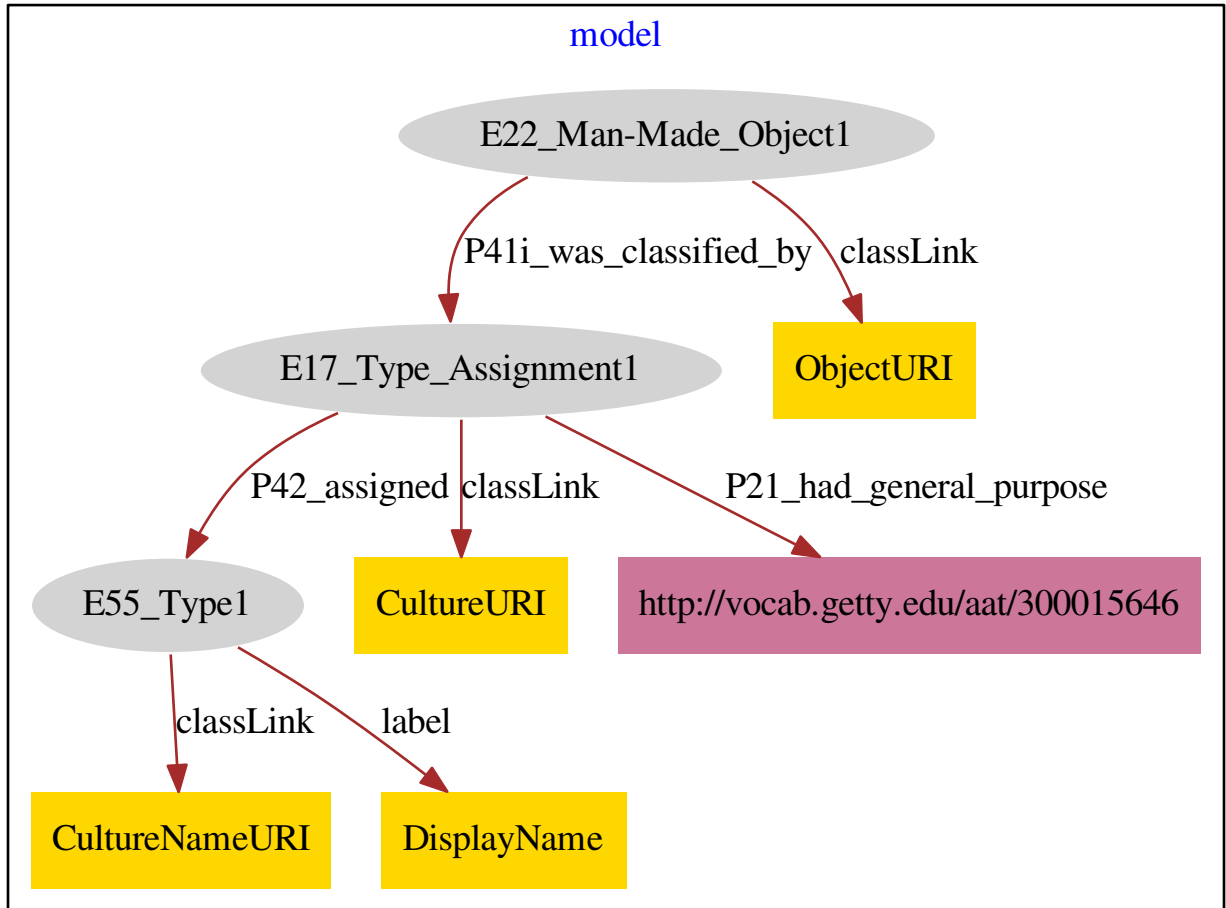 model
E22_Man-Made_Object1
P41i_was_classified_by classLink
E17_Type_Assignment1 ObjectURI
P42_assigned classLink P21_had_general_purpose
E55_Type1 CultureURI http://vocab.getty.edu/aat/300015646
classLink label
CultureNameURI DisplayName